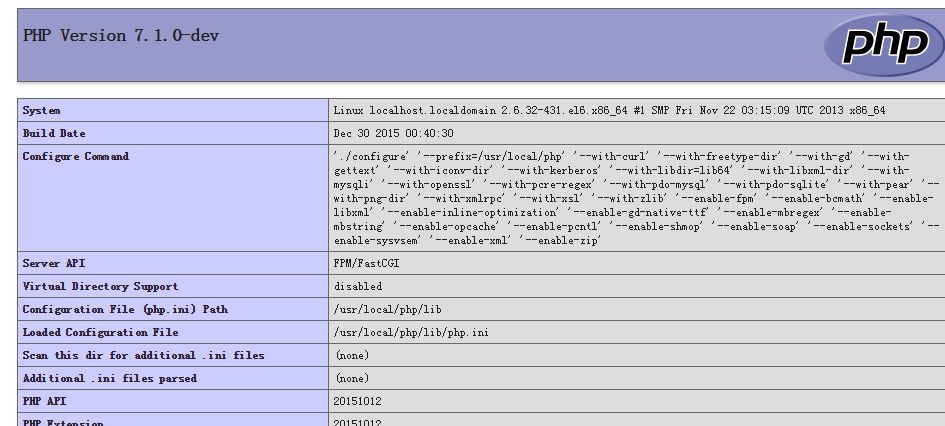 PHP Version 7.1.0-dev
php
System Linux localhost.localdomain 2.6.32-431.el6.x86_64 #1 SMP Fri Nov 22 03:15:09 UTC 2013 x86_64
Build Date Dec 30 2015 00:40:30
Configure Command './configure' '--prefix=/usr/local/php' '--with-curl' '--with-freetype-dir' '--with-gd' '--with-
gettext' '--with-iconv-dir' '--with-kerberos' '--with-libdir=lib64' '--with-libxml-dir' '--with-
mysqli' '--with-openssl' '--with-pcre-regex' '--with-pdo-mysql' '--with-pdo-sqlite' '--with-pear' '--
with-png-dir' '--with-xmlrpc' '--with-xsl' '--with-zlib' '--enable-fpm' '--enable-bcmath' '--enable-
libxml' '--enable-inline-optimization' '--enable-gd-native-ttf' '--enable-mbregex' '--enable-
mbstring' '--enable-opcache' '--enable-pcntl' '--enable-shmop' '--enable-soap' '--enable-sockets' '--
enable-sysvsem' '--enable-xml' '--enable-zip'
Server API FPM/FastCGI
Virtual Directory Support disabled
Configuration File (php.ini) Path /usr/local/php/lib
Loaded Configuration File /usr/local/php/lib/php.ini
Scan this dir for additional .ini files (none)
Additional .ini files parsed (none)
PHP API 20151012
PHP Extension 20151012